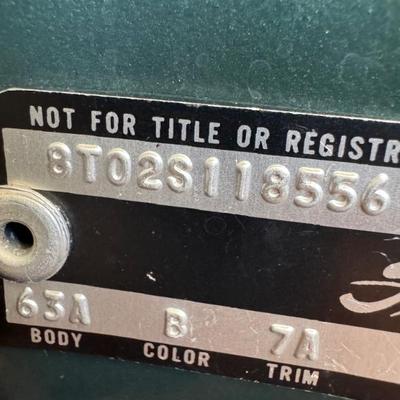 NOT FOR TITLE OR REGISTR
8T02S118556
63A B 7A
BODY COLOR TRIM